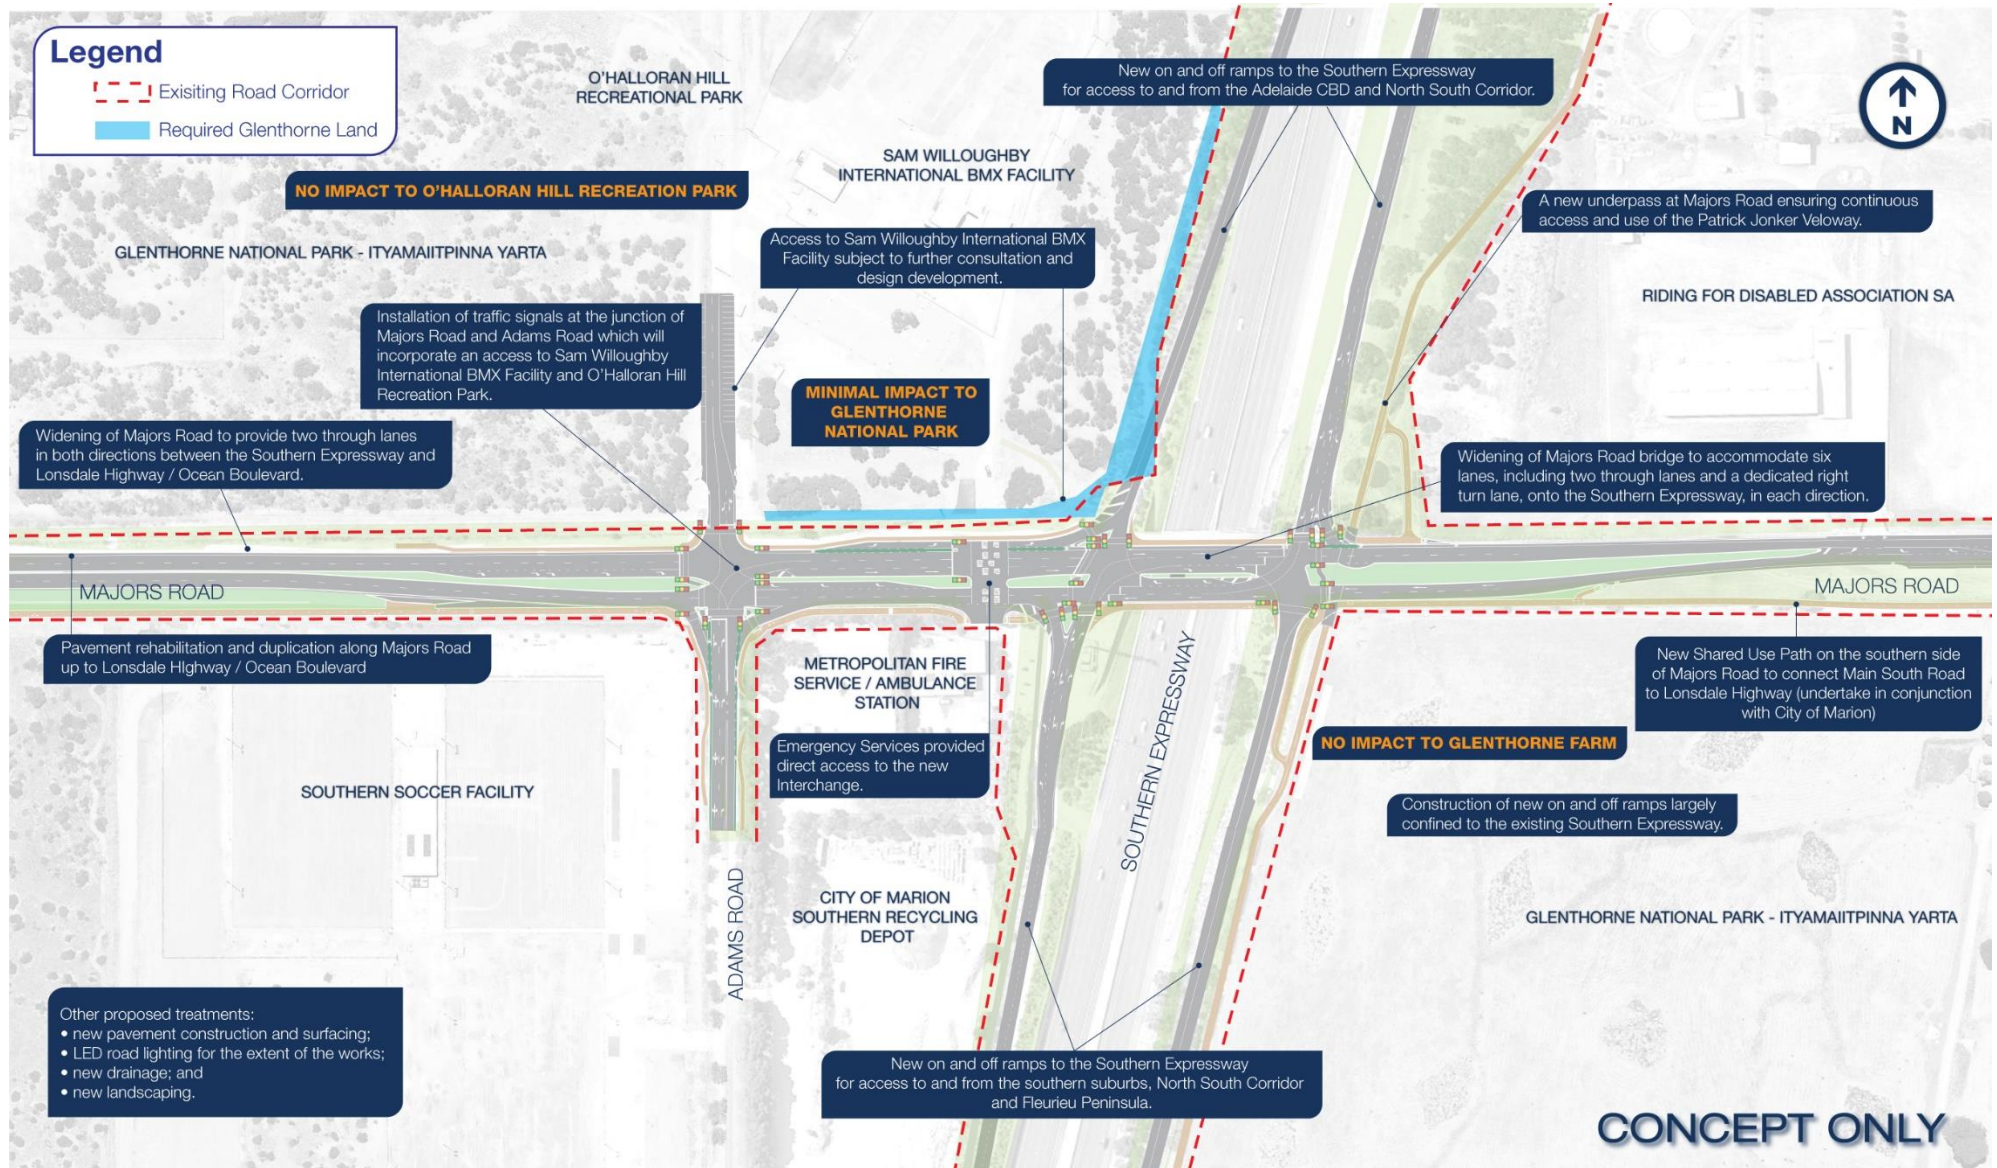 Legend
Exisiting Road Corridor
Required Glenthorne Land
O'HALLORAN HILL
RECREATIONAL PARK
New on and off ramps to the Southern Expressway
for access to and from the Adelaide CBD and North South Corridor.
N
SAM WILLOUGHBY
INTERNATIONAL BMX FACILITY
NO IMPACT TO O'HALLORAN HILL RECREATION PARK
A new underpass at Majors Road ensuring continuous
access and use of the Patrick Jonker Veloway.
GLENTHORNE NATIONAL PARK - ITYAMAIITPINNA YARTA
Access to Sam Willoughby International BMX
Facility subject to further consultation and
design development.
RIDING FOR DISABLED ASSOCIATION SA
Installation of traffic signals at the junction of
Majors Road and Adams Road which will
incorporate an access to Sam Willoughby
International BMX Facility and O'Halloran Hill
Recreation Park.
MINIMAL IMPACT TO
GLENTHORNE
NATIONAL PARK
Widening of Majors Road to provide two through lanes
in both directions between the Southern Expressway and
Lonsdale Highway / Ocean Boulevard.
Widening of Majors Road bridge to accommodate six
lanes, including two through lanes and a dedicated right
turn lane, onto the Southern Expressway, in each direction.
MAJORS ROAD
MAJORS ROAD
Pavement rehabilitation and duplication along Majors Road
up to Lonsdale HIghway / Ocean Boulevard
METROPOLITAN FIRE
SERVICE / AMBULANCE
STATION
SOUTHERN EXPRESSWAY
New Shared Use Path on the southern side
of Majors Road to connect Main South Road
to Lonsdale Highway (undertake in conjunction
with City of Marion)
Emergency Services provided
direct access to the new
Interchange.
NO IMPACT TO GLENTHORNE FARM
SOUTHERN SOCCER FACILITY
Construction of new on and off ramps largely
confined to the existing Southern Expressway.
ADAMS ROAD
CITY OF MARION
SOUTHERN RECYCLING
DEPOT
GLENTHORNE NATIONAL PARK - ITYAMAIITPINNA YARTA
Other proposed treatments:
• new pavement construction and surfacing;
• LED road lighting for the extent of the works;
• new drainage; and
• new landscaping.
New on and off ramps to the Southern Expressway
for access to and from the southern suburbs, North South Corridor
and Fleurieu Peninsula.
CONCEPT ONLY